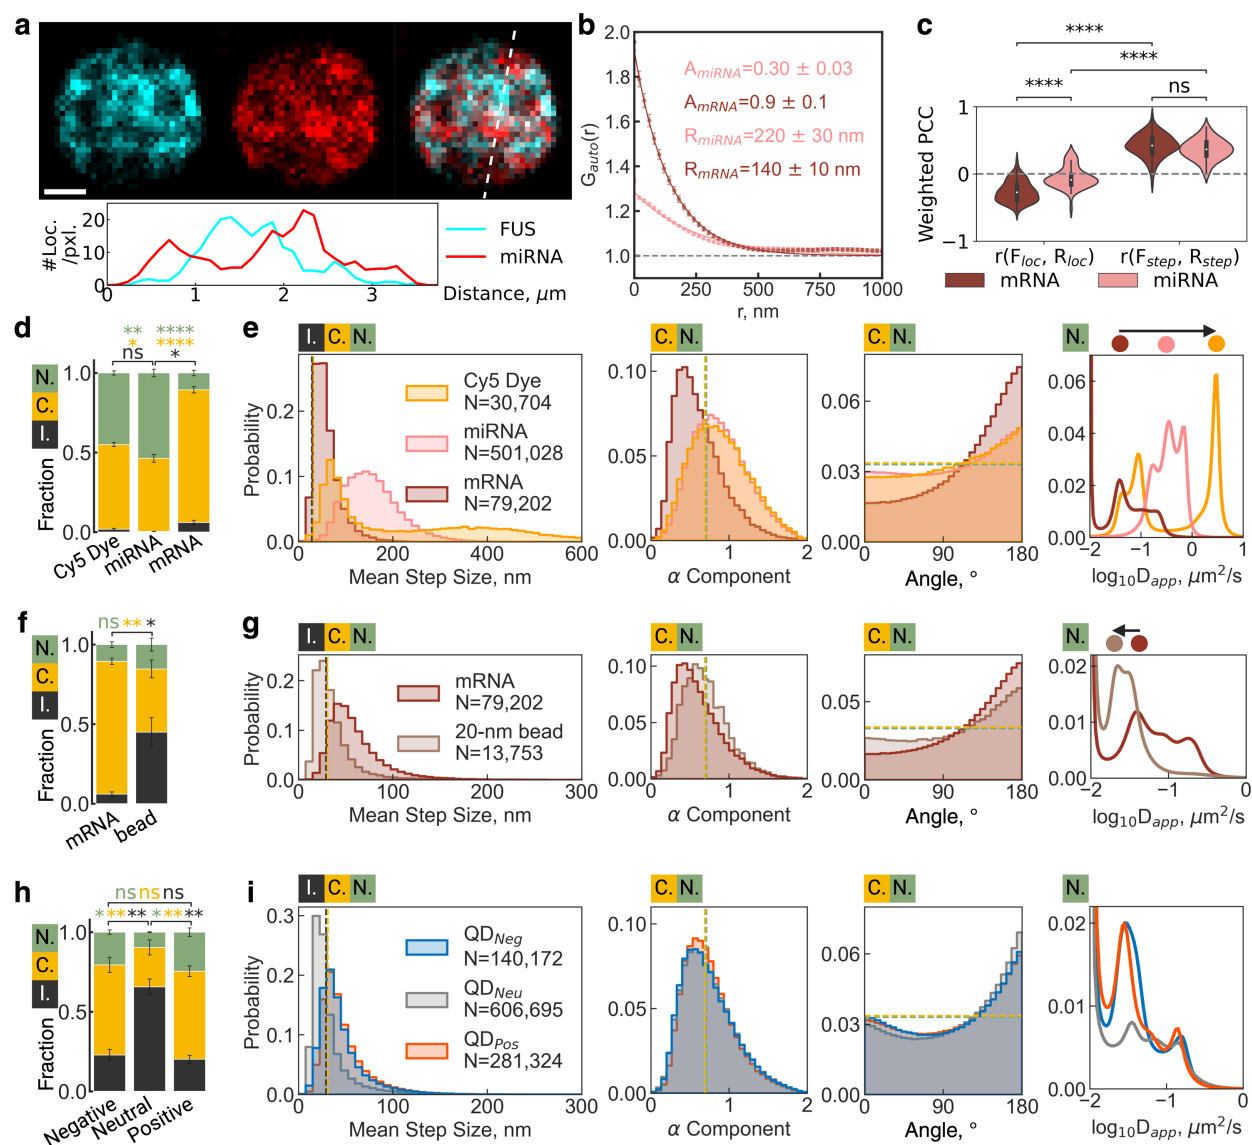 a
20
10
0
#Loc.
/pxl.
1
2
3
FUS
miRNA
Distance, μm
b
2.0
1.8
1.6
1.4
1.2
1.0
G_auto(r)
A_miRNA=0.30 ± 0.03
A_mRNA=0.9 ± 0.1
R_miRNA=220 ± 30 nm
R_mRNA=140 ± 10 nm
0
250
500
750
1000
r, nm
c
****
****
****
ns
1
0
−1
Weighted PCC
r(F_loc, R_loc)
r(F_step, R_step)
mRNA
miRNA
d
** ****
* ****
ns *
N.
C.
I.
Fraction
1.0
0.5
0.0
Cy5 Dye
miRNA
mRNA
e
I. C. N.
Probability
0.2
0.1
0.0
Cy5 Dye
N=30,704
miRNA
N=501,028
mRNA
N=79,202
0 200 400 600
Mean Step Size, nm
C. N.
0.10
0.05
0.00
0 1 2
α Component
C. N.
0.06
0.03
0.00
0 90 180
Angle, °
N.
0.06
0.04
0.02
0.00
−2 −1 0 1
log10D_app, μm²/s
f
ns ** *
N.
C.
I.
Fraction
1.0
0.5
0.0
mRNA
bead
g
I. C. N.
Probability
0.2
0.1
0.0
mRNA
N=79,202
20-nm bead
N=13,753
0 100 200 300
Mean Step Size, nm
C. N.
0.10
0.05
0.00
0 1 2
α Component
C. N.
0.05
0.00
0 90 180
Angle, °
N.
0.02
0.01
0.00
−2 −1 0
log10D_app, μm²/s
h
ns ns ns
* ** ** * ** **
N.
C.
I.
Fraction
1.0
0.5
0.0
Negative
Neutral
Positive
i
I. C. N.
Probability
0.3
0.2
0.1
0.0
QD_Neg
N=140,172
QD_Neu
N=606,695
QD_Pos
N=281,324
0 100 200 300
Mean Step Size, nm
C. N.
0.10
0.05
0.00
0 1 2
α Component
C. N.
0.06
0.03
0.00
0 90 180
Angle, °
N.
0.02
0.01
0.00
−2 −1 0
log10D_app, μm²/s